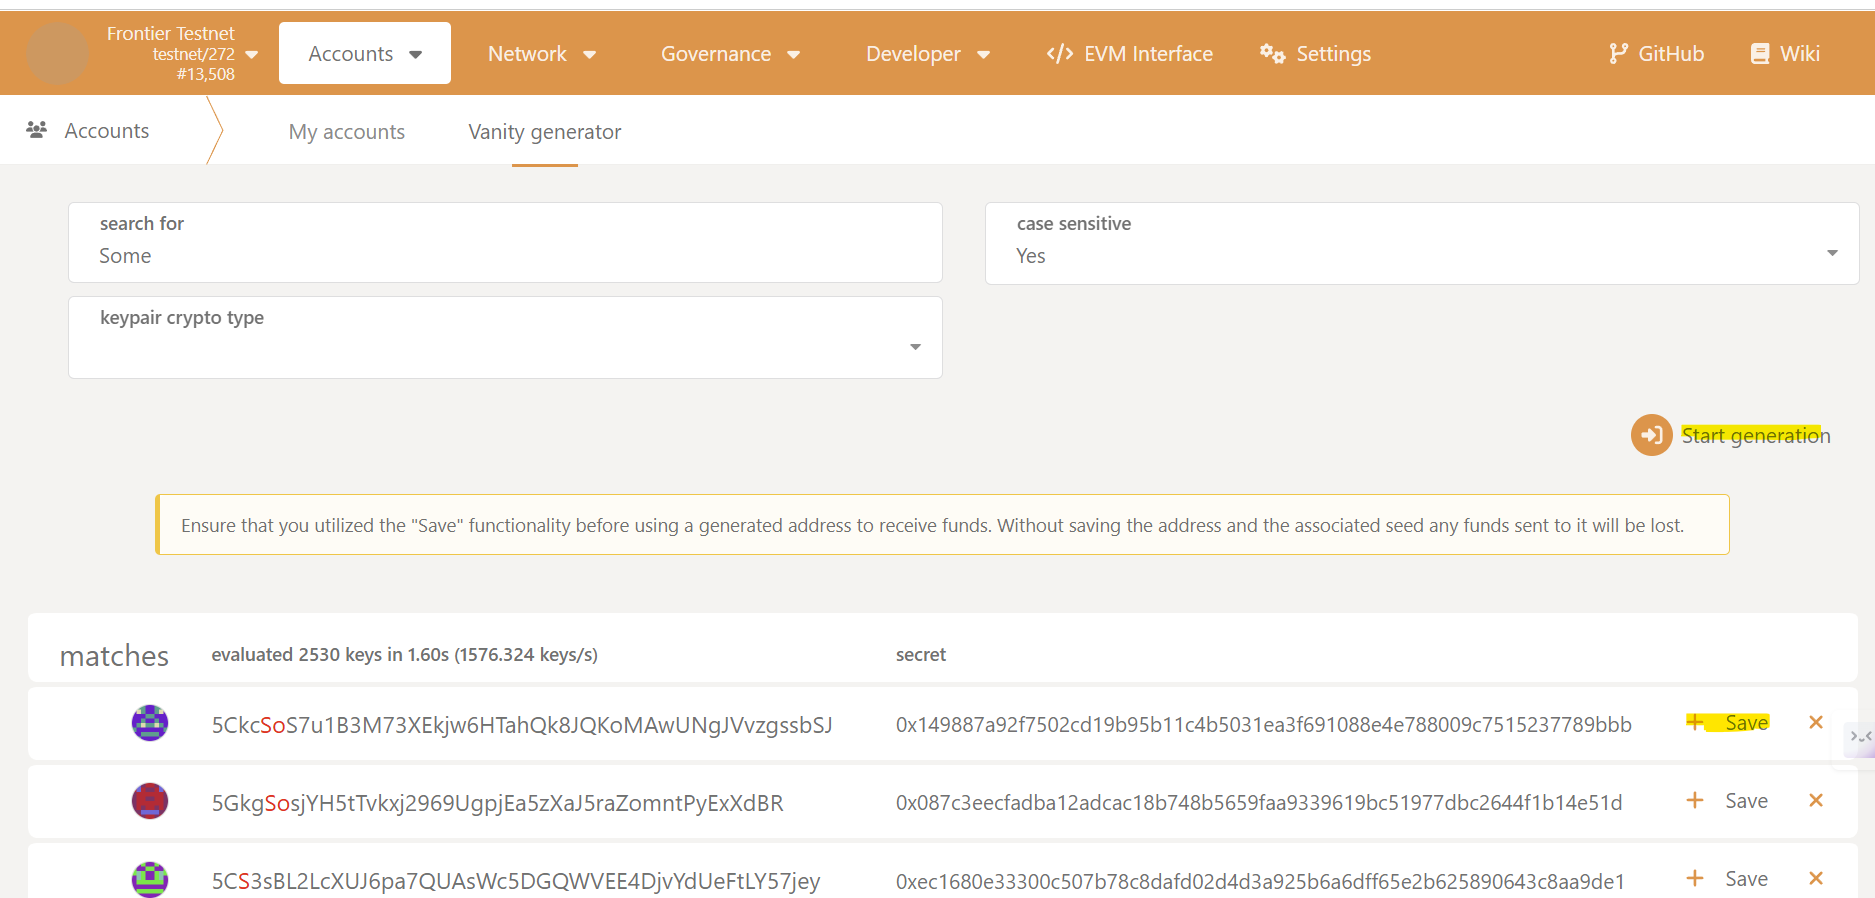 Frontier Testnet
testnet/272
#13,508
Accounts
Network
Governance
Developer
</> EVM Interface
Settings
GitHub
Wiki
Accounts
My accounts
Vanity generator
search for
Some
case sensitive
Yes
keypair crypto type
Start generation
Ensure that you utilized the "Save" functionality before using a generated address to receive funds. Without saving the address and the associated seed any funds sent to it will be lost.
matches evaluated 2530 keys in 1.60s (1576.324 keys/s) secret
5CkcSoS7u1B3M73XEkjw6HTahQk8JQKoMAwUNgJVvzgssbSJ 0x149887a92f7502cd19b95b11c4b5031ea3f691088e4e788009c7515237789bbb + Save ×
5GkgSosjYH5tTvkxj2969UgpjEa5zXaJ5raZomntPyExXdBR 0x087c3eecfadba12adcac18b748b5659faa9339619bc51977dbc2644f1b14e51d + Save ×
5CS3sBL2LcXUJ6pa7QUAsWc5DGQWVEE4DjvYdUeFtLY57jey 0xec1680e33300c507b78c8dafd02d4d3a925b6a6dff65e2b625890643c8aa9de1 + Save ×